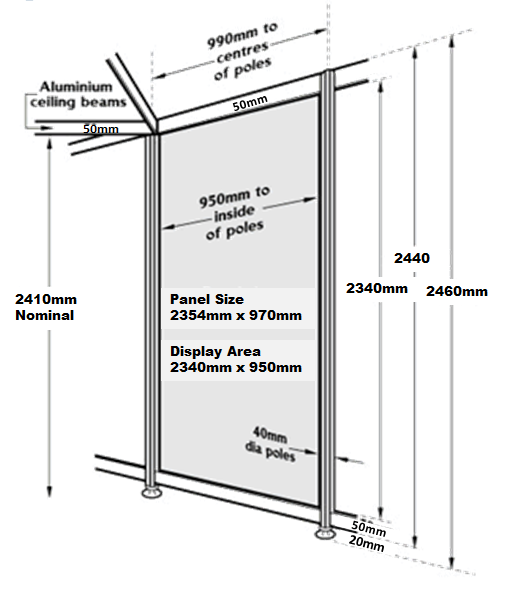 990mm to
centres
of poles
Aluminium
ceiling beams
50mm
50mm
950mm to
inside
of poles
2440
2340mm
2460mm
2410mm
Nominal
Panel Size
2354mm x 970mm
Display Area
2340mm x 950mm
40mm
dia poles
50mm
20mm